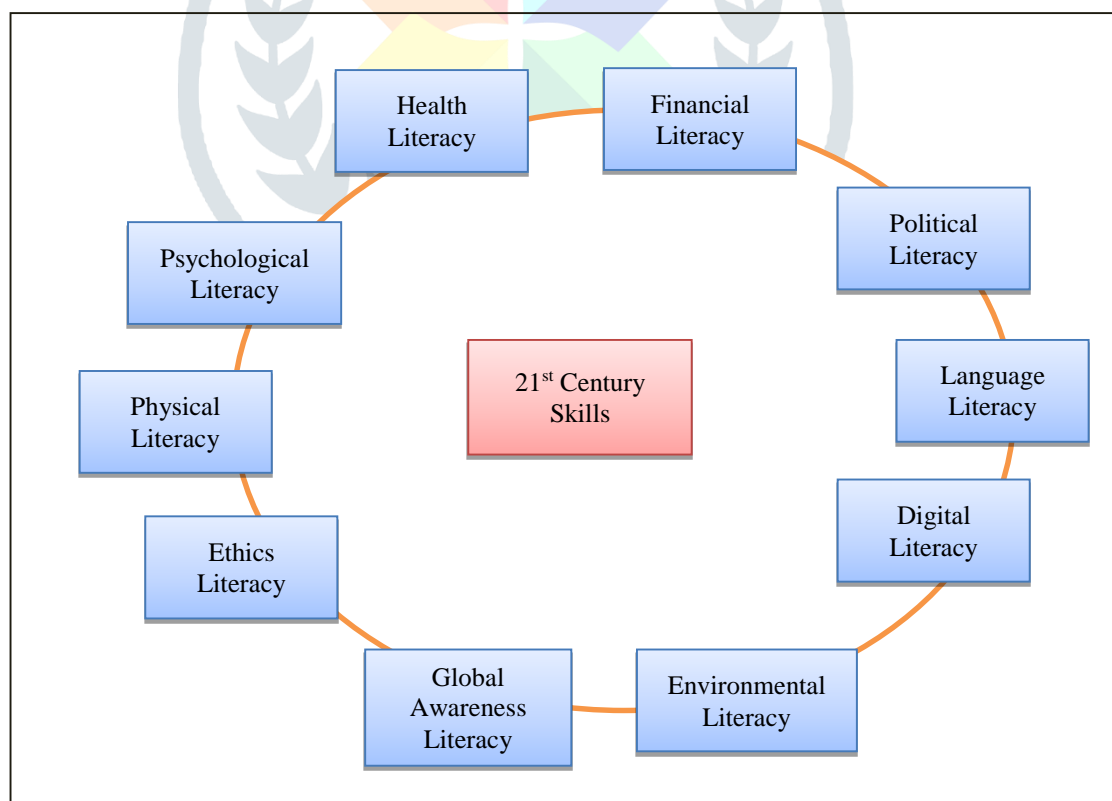 Health
Literacy
Financial
Literacy
Political
Literacy
Language
Literacy
Digital
Literacy
Environmental
Literacy
Global
Awareness
Literacy
Ethics
Literacy
Physical
Literacy
Psychological
Literacy
21st Century
Skills